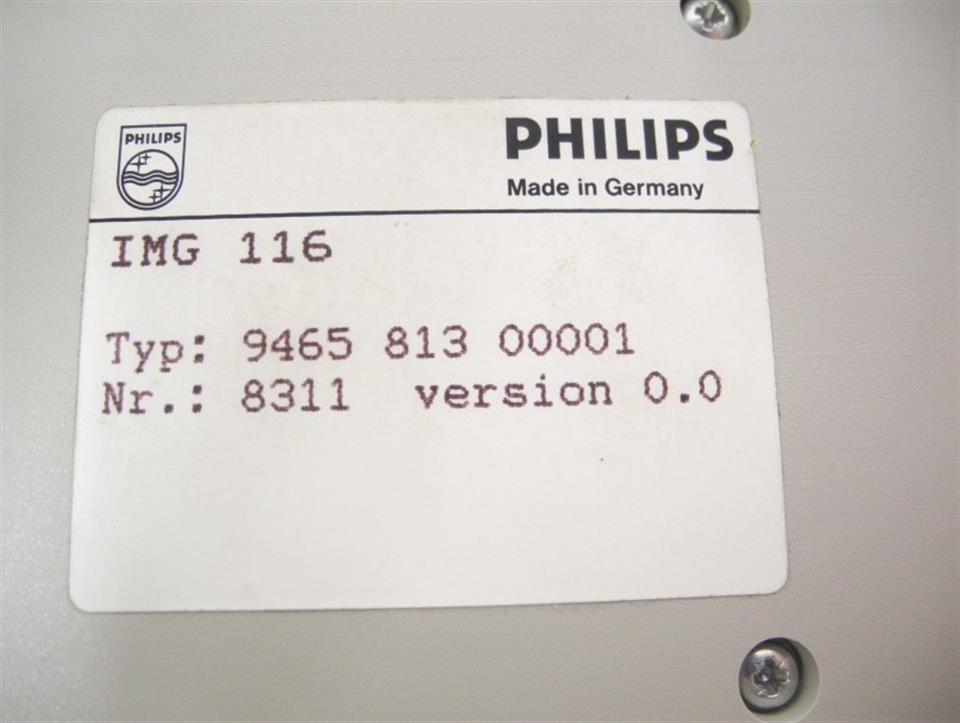 PHILIPS
PHILIPS
Made in Germany
IMG 116
Typ: 9465 813 00001
Nr.: 8311 version 0.0